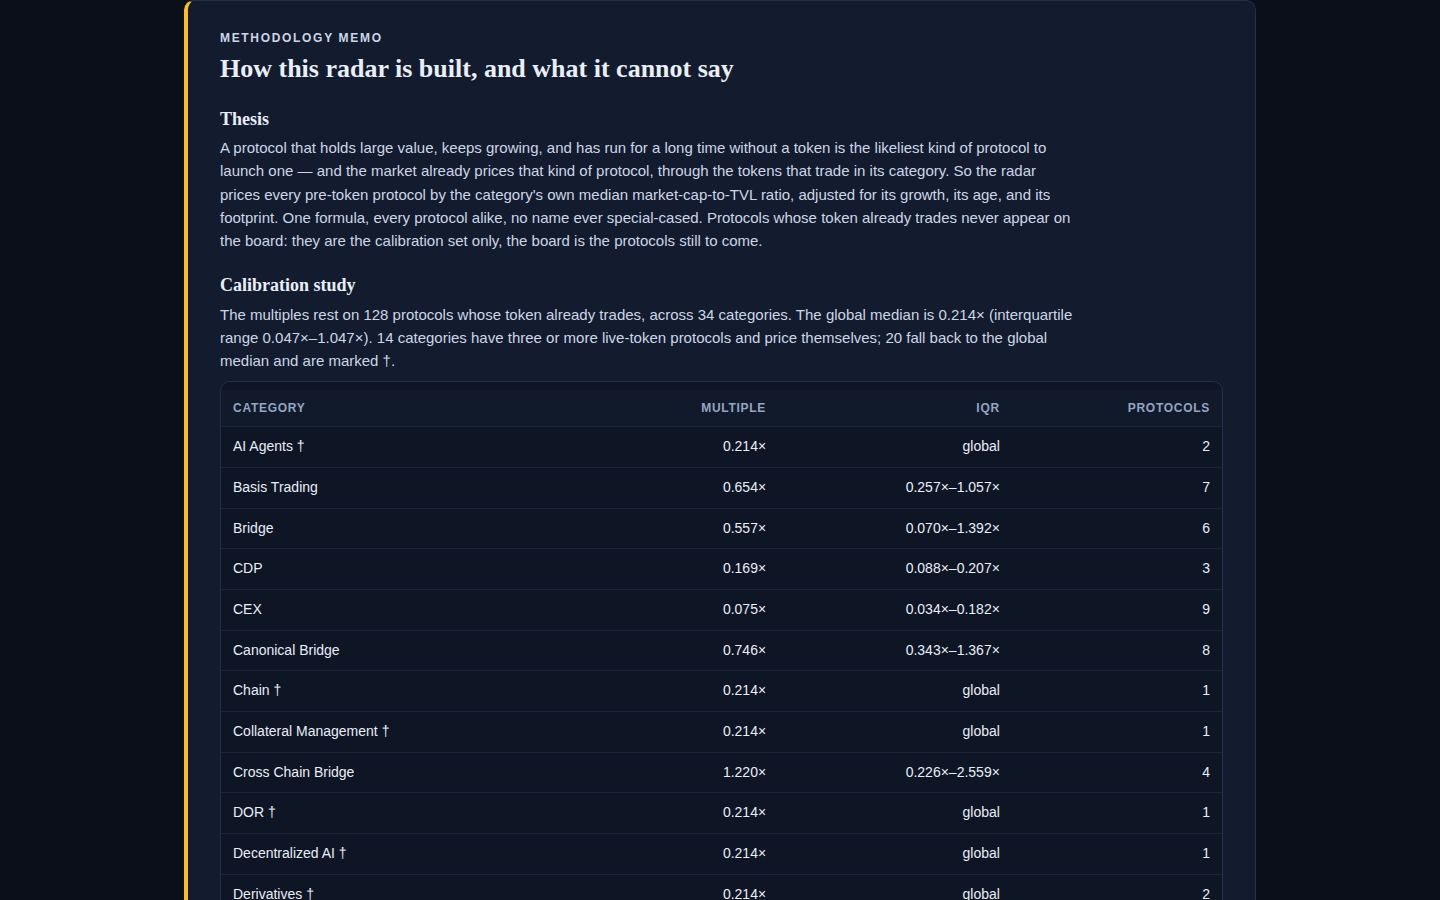 METHODOLOGY MEMO
How this radar is built, and what it cannot say
Thesis
A protocol that holds large value, keeps growing, and has run for a long time without a token is the likeliest kind of protocol to
launch one — and the market already prices that kind of protocol, through the tokens that trade in its category. So the radar
prices every pre-token protocol by the category's own median market-cap-to-TVL ratio, adjusted for its growth, its age, and its
footprint. One formula, every protocol alike, no name ever special-cased. Protocols whose token already trades never appear on
the board: they are the calibration set only, the board is the protocols still to come.
Calibration study
The multiples rest on 128 protocols whose token already trades, across 34 categories. The global median is 0.214× (interquartile
range 0.047×–1.047×). 14 categories have three or more live-token protocols and price themselves; 20 fall back to the global
median and are marked †.
CATEGORY MULTIPLE IQR PROTOCOLS
AI Agents † 0.214× global 2
Basis Trading 0.654× 0.257×–1.057× 7
Bridge 0.557× 0.070×–1.392× 6
CDP 0.169× 0.088×–0.207× 3
CEX 0.075× 0.034×–0.182× 9
Canonical Bridge 0.746× 0.343×–1.367× 8
Chain † 0.214× global 1
Collateral Management † 0.214× global 1
Cross Chain Bridge 1.220× 0.226×–2.559× 4
DOR † 0.214× global 1
Decentralized AI † 0.214× global 1
Derivatives † 0.214× global 2